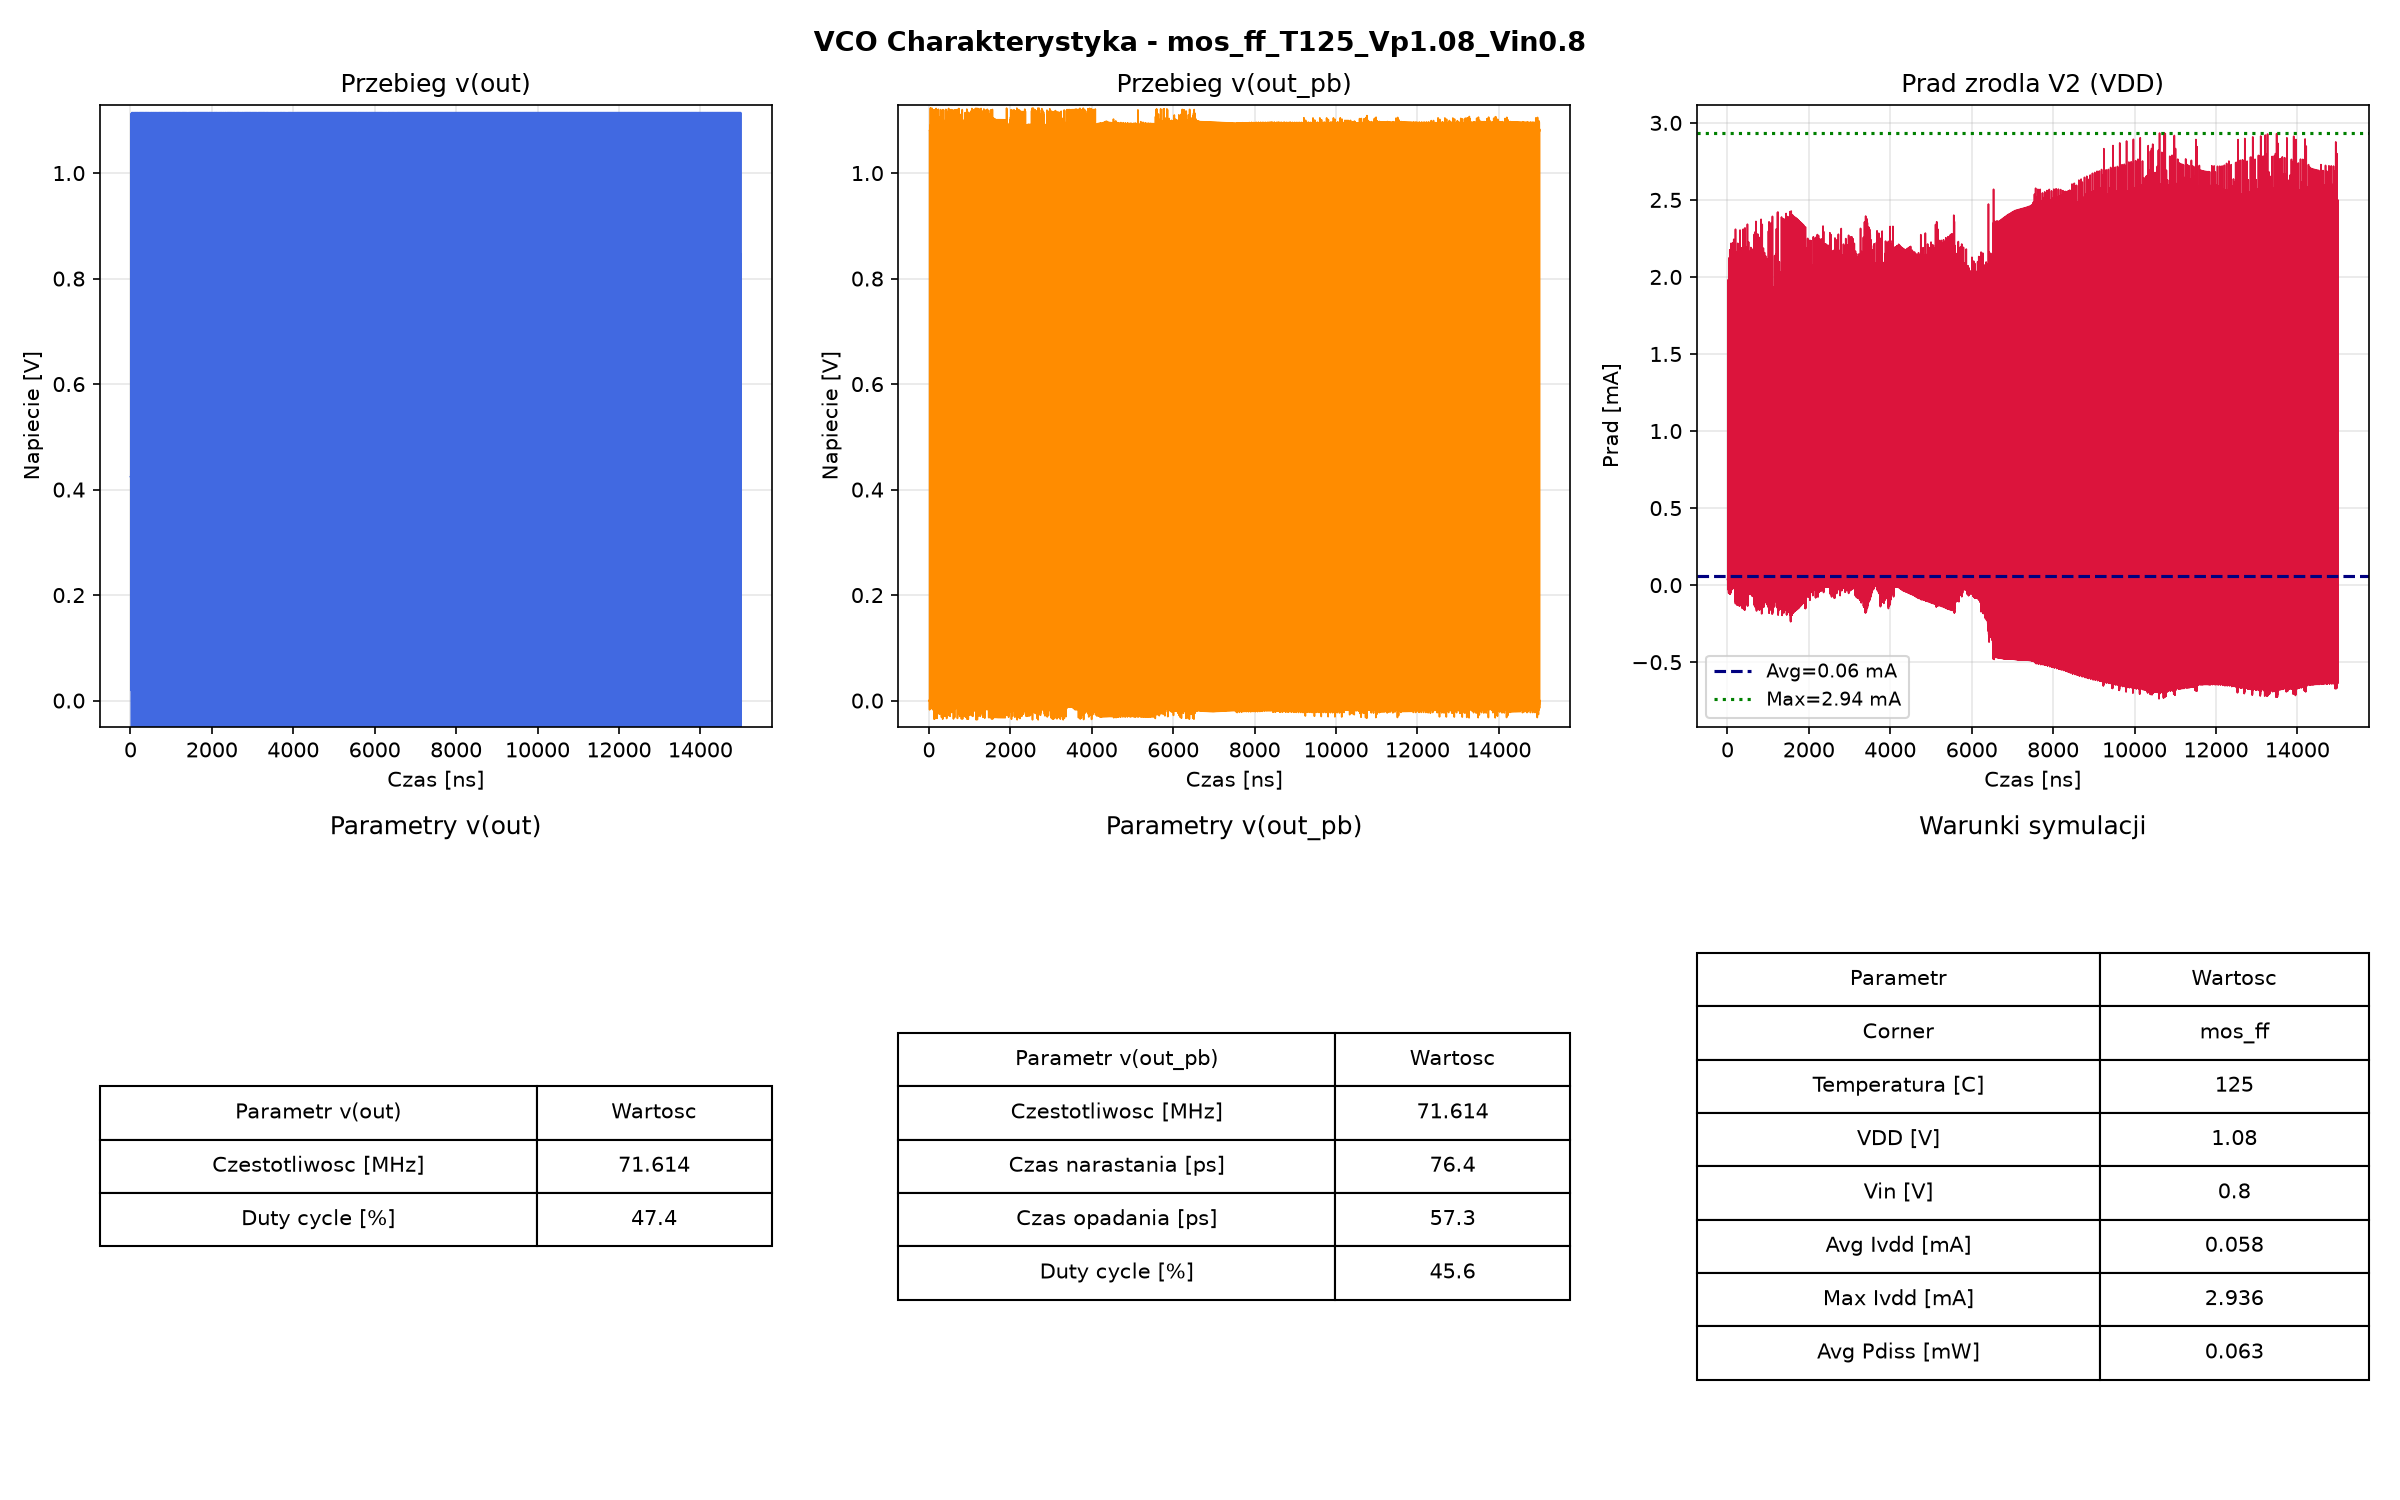 VCO Charakterystyka - mos_ff_T125_Vp1.08_Vin0.8
Przebieg v(out)
Napiecie [V]
1.0
0.8
0.6
0.4
0.2
0.0
0 2000 4000 6000 8000 10000 12000 14000
Czas [ns]
Przebieg v(out_pb)
Napiecie [V]
1.0
0.8
0.6
0.4
0.2
0.0
0 2000 4000 6000 8000 10000 12000 14000
Czas [ns]
Prad zrodla V2 (VDD)
Prad [mA]
3.0
2.5
2.0
1.5
1.0
0.5
0.0
−0.5
Avg=0.06 mA
Max=2.94 mA
0 2000 4000 6000 8000 10000 12000 14000
Czas [ns]
Parametry v(out)
Parametr v(out) Wartosc
Czestotliwosc [MHz] 71.614
Duty cycle [%] 47.4
Parametry v(out_pb)
Parametr v(out_pb) Wartosc
Czestotliwosc [MHz] 71.614
Czas narastania [ps] 76.4
Czas opadania [ps] 57.3
Duty cycle [%] 45.6
Warunki symulacji
Parametr Wartosc
Corner mos_ff
Temperatura [C] 125
VDD [V] 1.08
Vin [V] 0.8
Avg Ivdd [mA] 0.058
Max Ivdd [mA] 2.936
Avg Pdiss [mW] 0.063